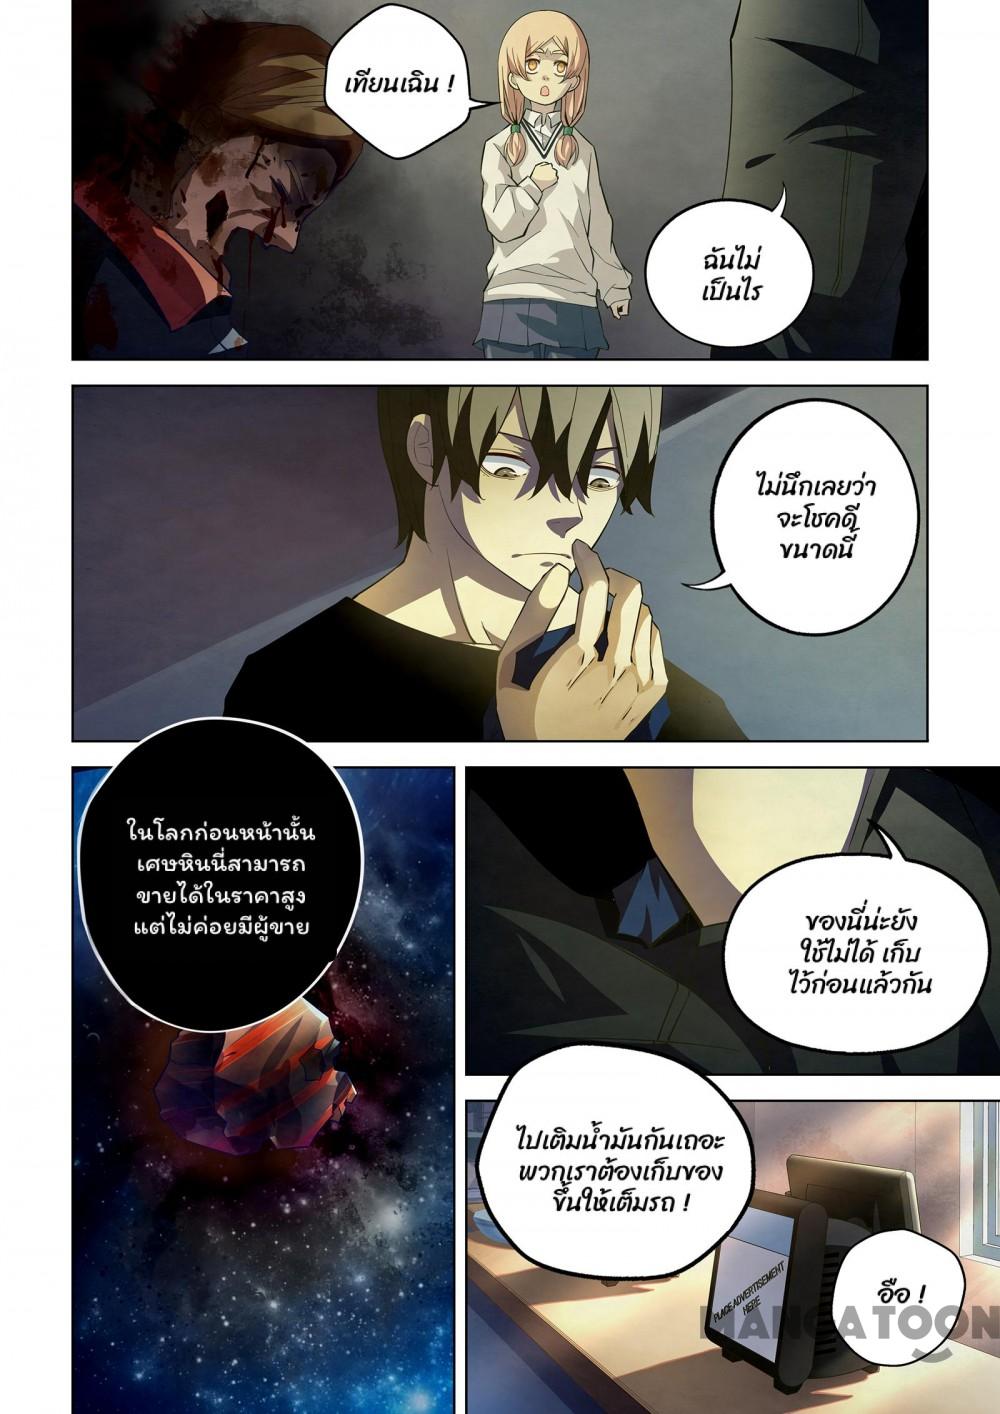 เทียนเฉิน !
ฉันไม่
เป็นไร
ไม่นึกเลยว่า
จะโชคดี
ขนาดนี้
ในโลกก่อนหน้านั้น
เศษหินนี่สามารถ
ขายได้ในราคาสูง
แต่ไม่ค่อยมีผู้ขาย
ของนี่น่ะยัง
ใช้ไม่ได้ เก็บ
ไว้ก่อนแล้วกัน
ไปเติมน้ำมันกันเถอะ
พวกเราต้องเก็บของ
ขึ้นให้เต็มรถ !
อือ !
PLACE ADVERTISEMENT
HERE
MANGATOON